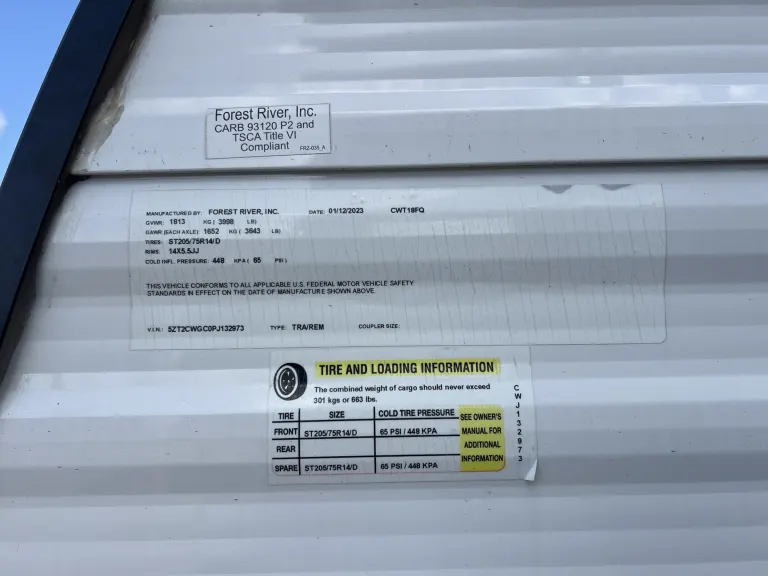 Forest River, Inc.
CARB 93120 P2 and
TSCA Title VI
Compliant FR2-035_A
MANUFACTURED BY: FOREST RIVER, INC. DATE: 01/12/2023 CWT18FQ
GVWR: 1813 KG ( 3998 LB)
GAWR (EACH AXLE): 1652 KG ( 3643 LB)
TIRES: ST205/75R14/D
RIMS: 14X5.5JJ
COLD INFL. PRESSURE: 448 KPA ( 65 PSI )
THIS VEHICLE CONFORMS TO ALL APPLICABLE U.S. FEDERAL MOTOR VEHICLE SAFETY
STANDARDS IN EFFECT ON THE DATE OF MANUFACTURE SHOWN ABOVE.
V.I.N.: 5ZT2CWGC0PJ132973 TYPE: TRA/REM COUPLER SIZE:
TIRE AND LOADING INFORMATION
The combined weight of cargo should never exceed
301 kgs or 663 lbs.
TIRE SIZE COLD TIRE PRESSURE SEE OWNER'S
FRONT ST205/75R14/D 65 PSI / 448 KPA MANUAL FOR
REAR ADDITIONAL
SPARE ST205/75R14/D 65 PSI / 448 KPA INFORMATION
CWJ132973